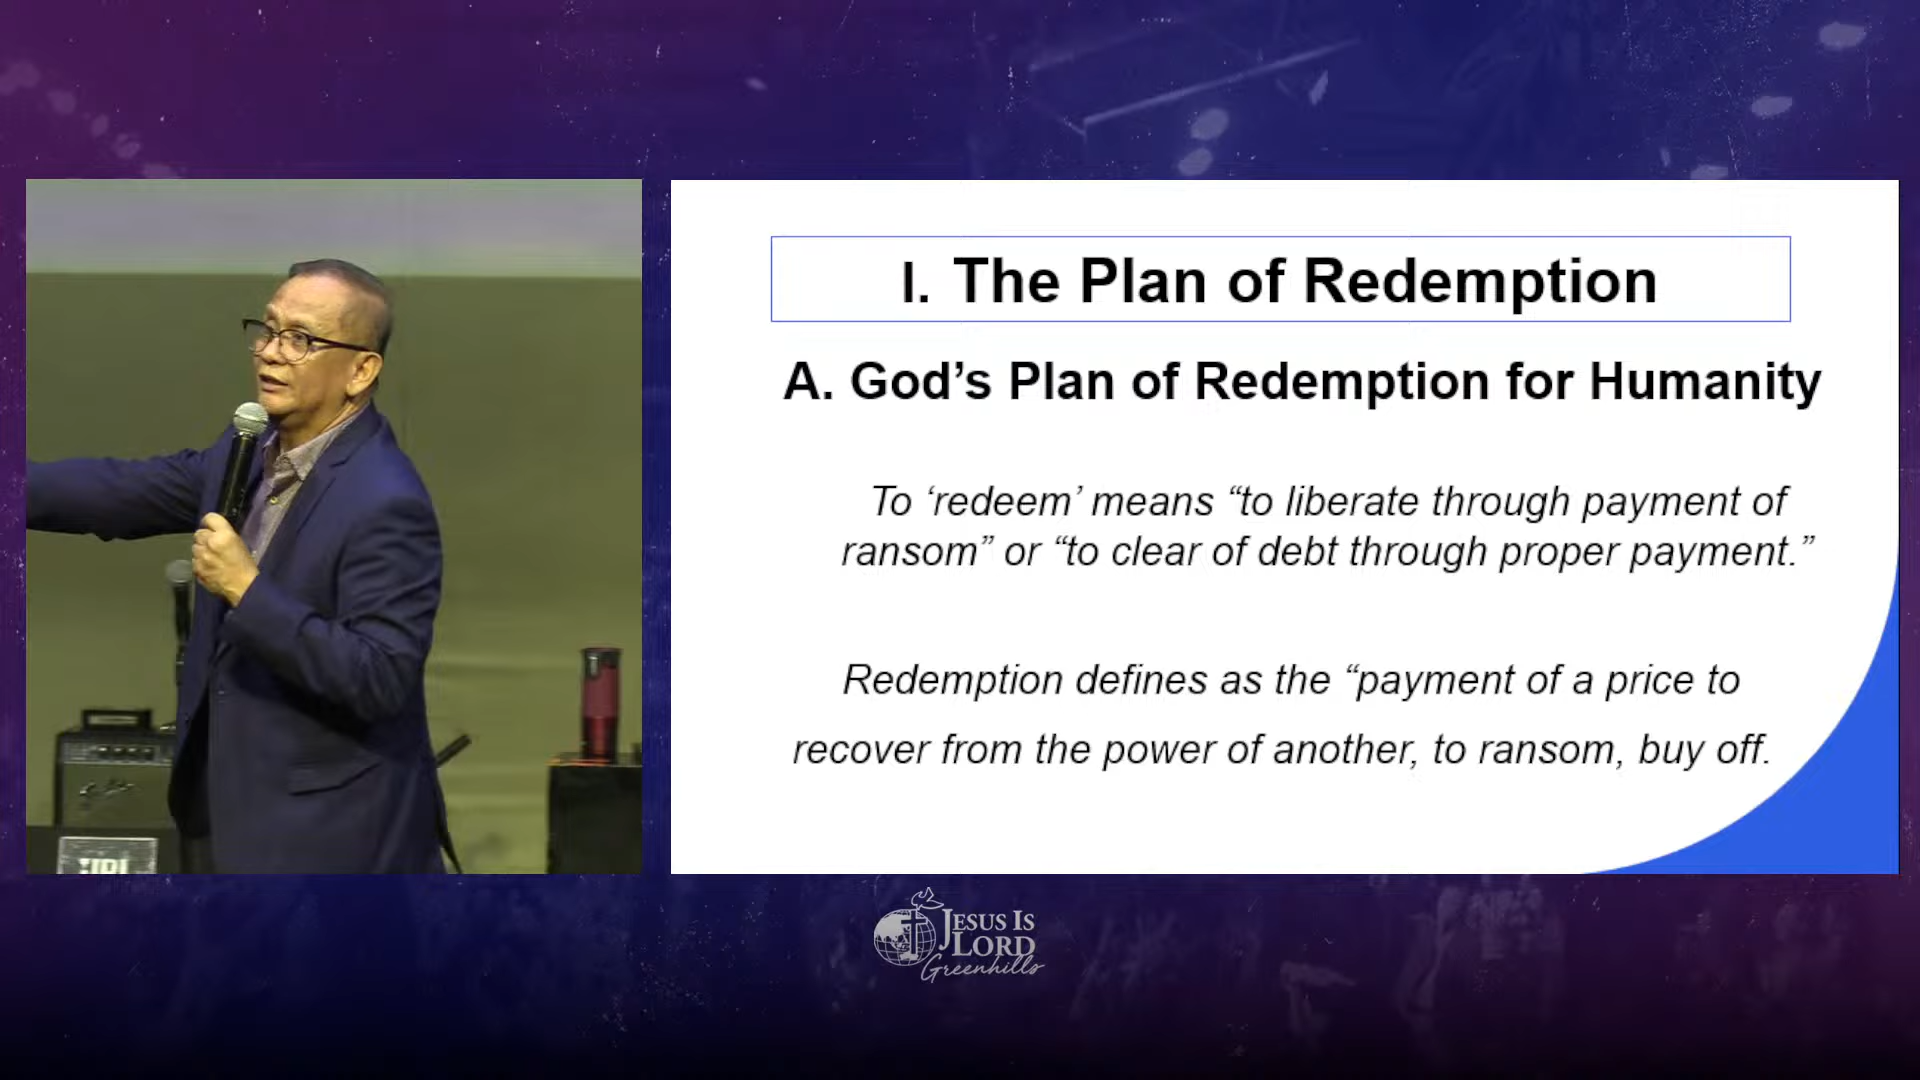 I. The Plan of Redemption
A. God’s Plan of Redemption for Humanity
To ‘redeem’ means “to liberate through payment of
ransom” or “to clear of debt through proper payment.”
Redemption defines as the “payment of a price to
recover from the power of another, to ransom, buy off.
JBL
JESUS IS
LORD
Greenhills